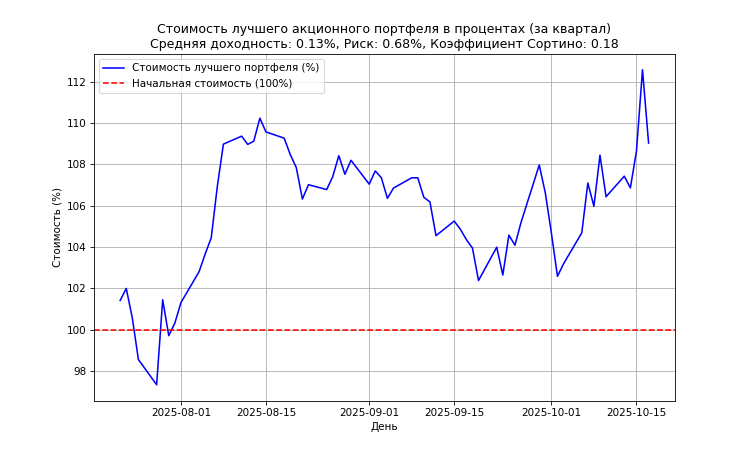 Стоимость лучшего акционного портфеля в процентах (за квартал)
Средняя доходность: 0.13%, Риск: 0.68%, Коэффициент Сортино: 0.18
Стоимость лучшего портфеля (%)
Начальная стоимость (100%)
Стоимость (%)
112
110
108
106
104
102
100
98
2025-08-01 2025-08-15 2025-09-01 2025-09-15 2025-10-01 2025-10-15
День